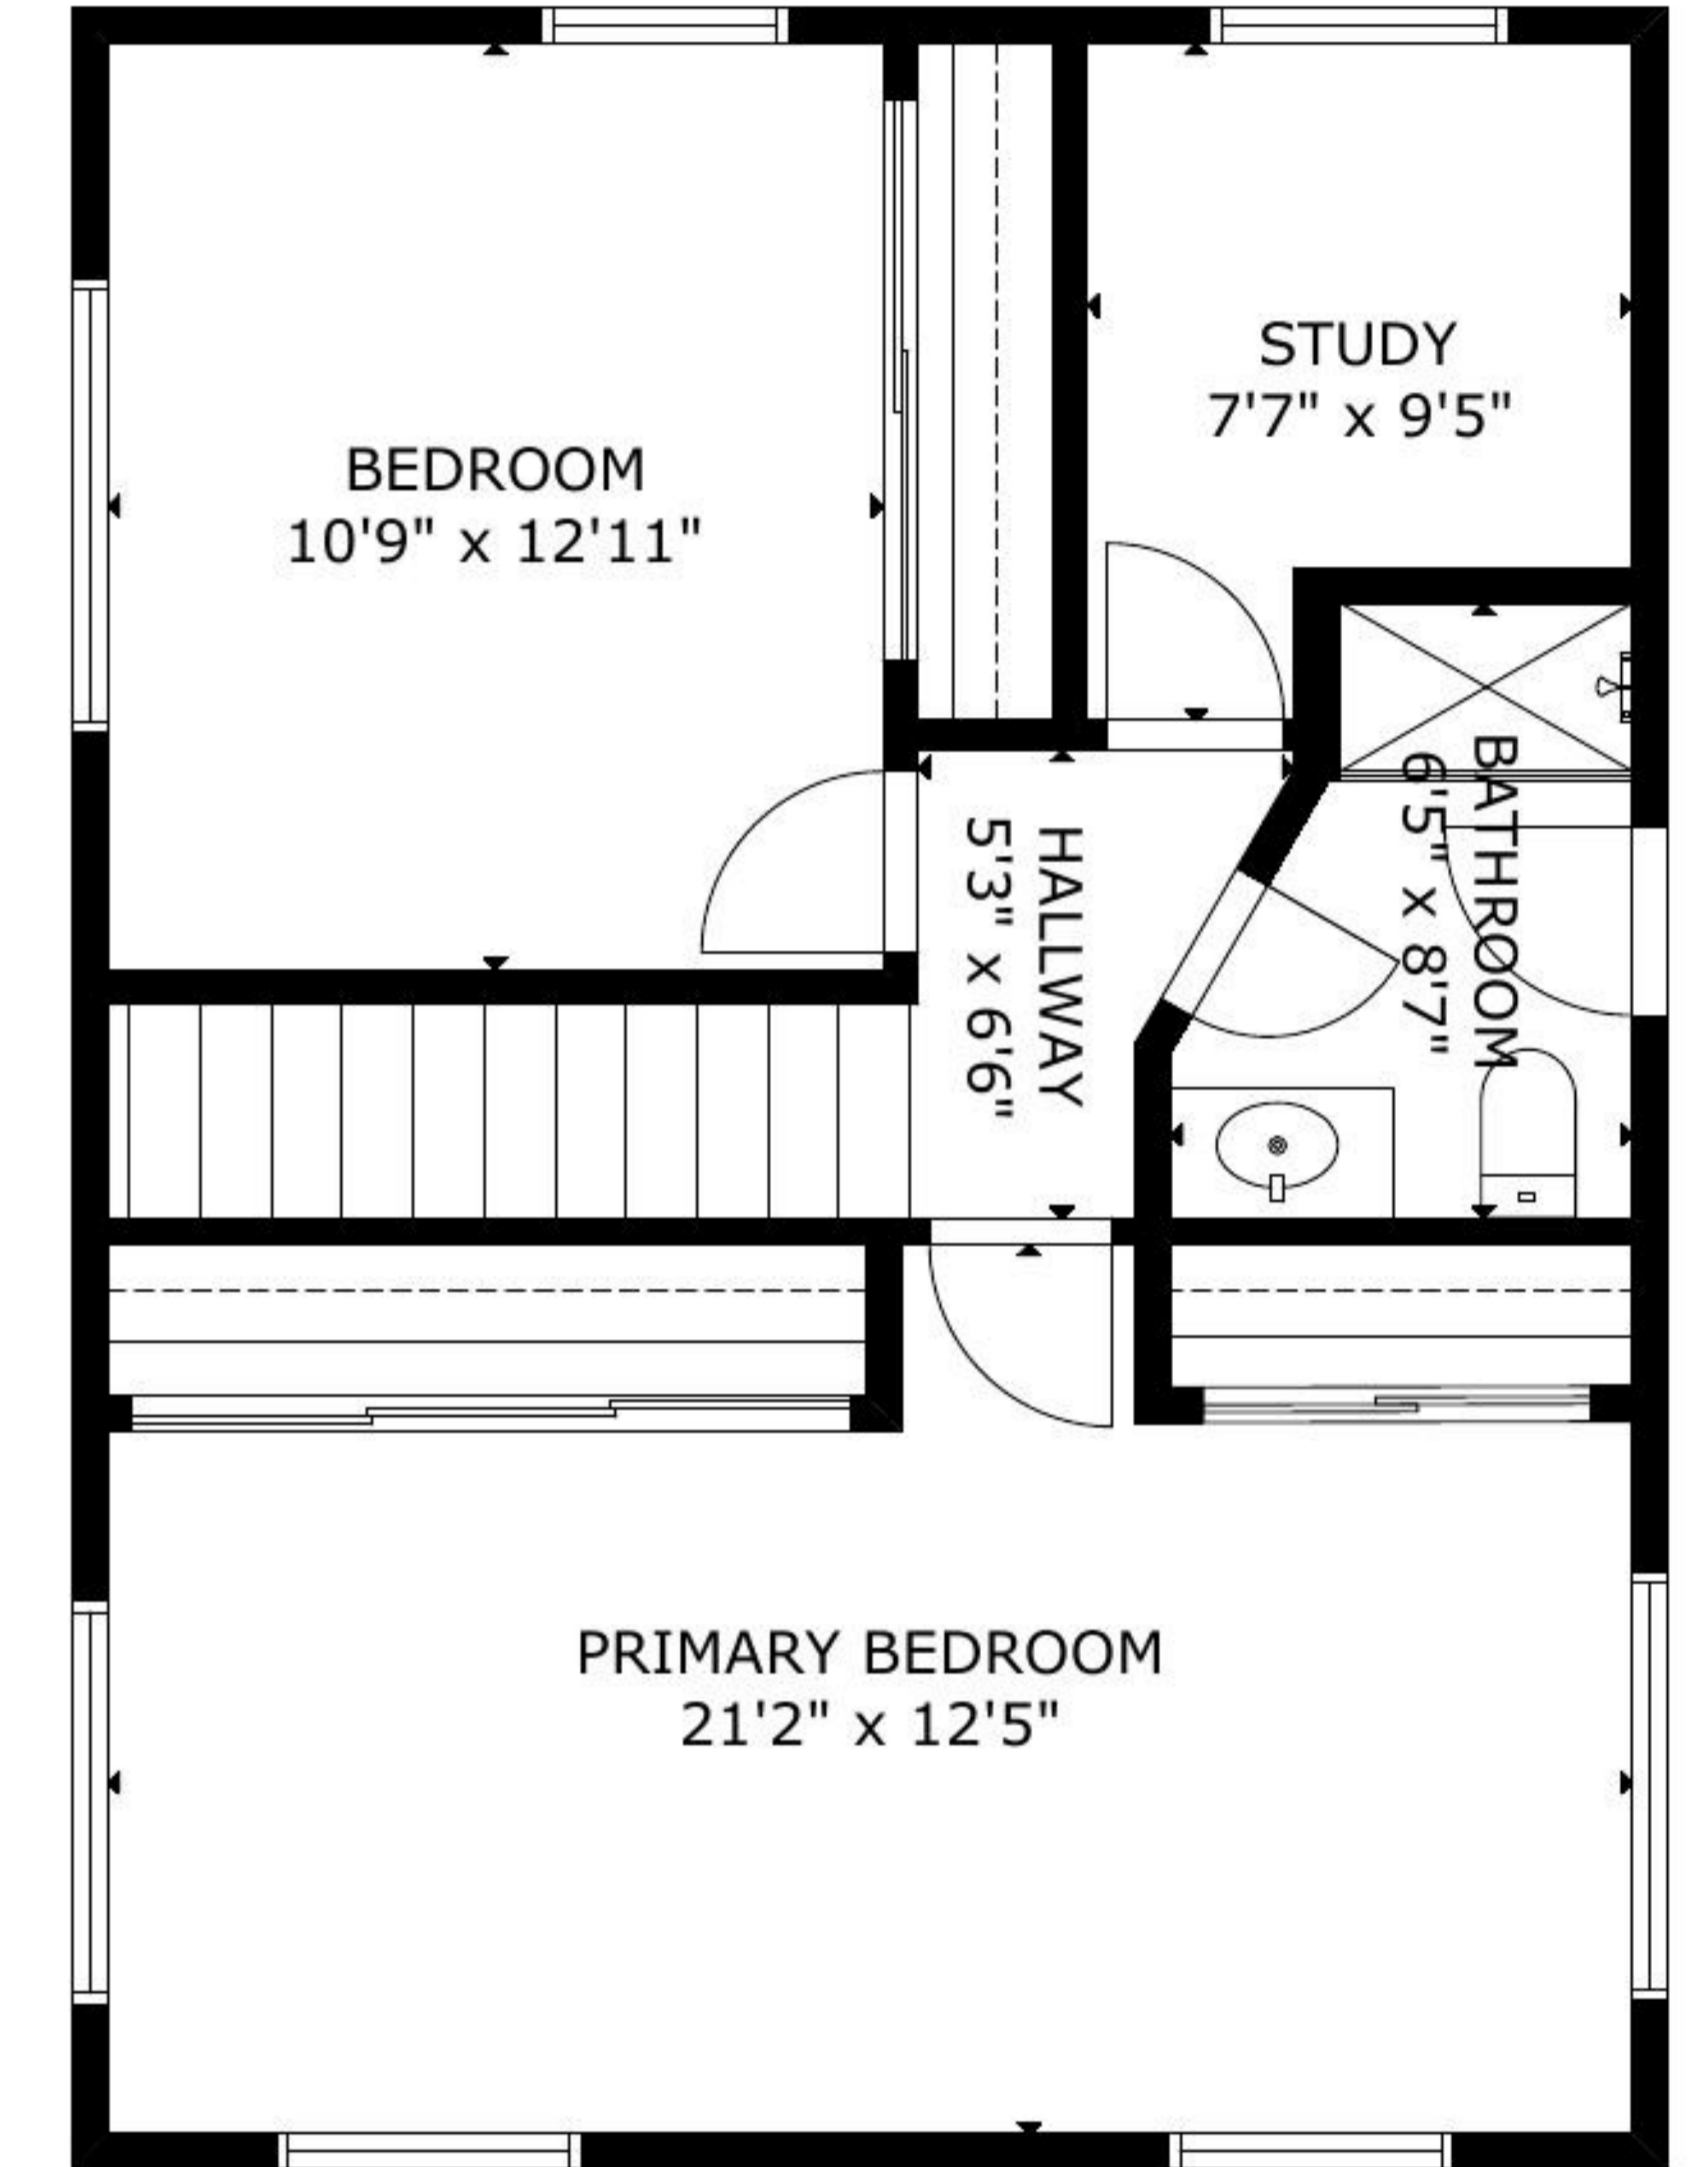 STUDY
7'7" x 9'5"
BEDROOM
10'9" x 12'11"
BATHROOM
6'5" x 8'7"
HALLWAY
5'3" x 6'6"
PRIMARY BEDROOM
21'2" x 12'5"